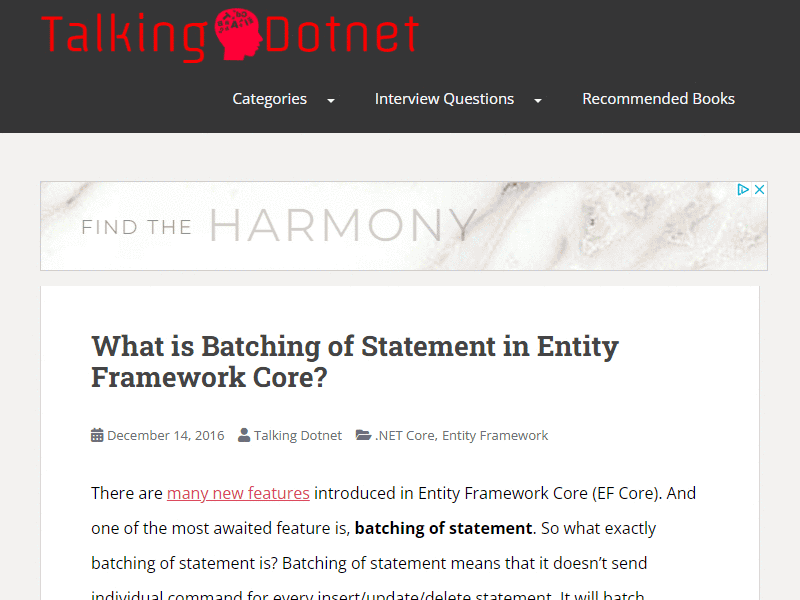 Talking Dotnet
Categories Interview Questions Recommended Books
FIND THE HARMONY
What is Batching of Statement in Entity
Framework Core?
December 14, 2016 Talking Dotnet .NET Core, Entity Framework
There are many new features introduced in Entity Framework Core (EF Core). And
one of the most awaited feature is, batching of statement. So what exactly
batching of statement is? Batching of statement means that it doesn’t send
individual command for every insert/update/delete statement. It will batch